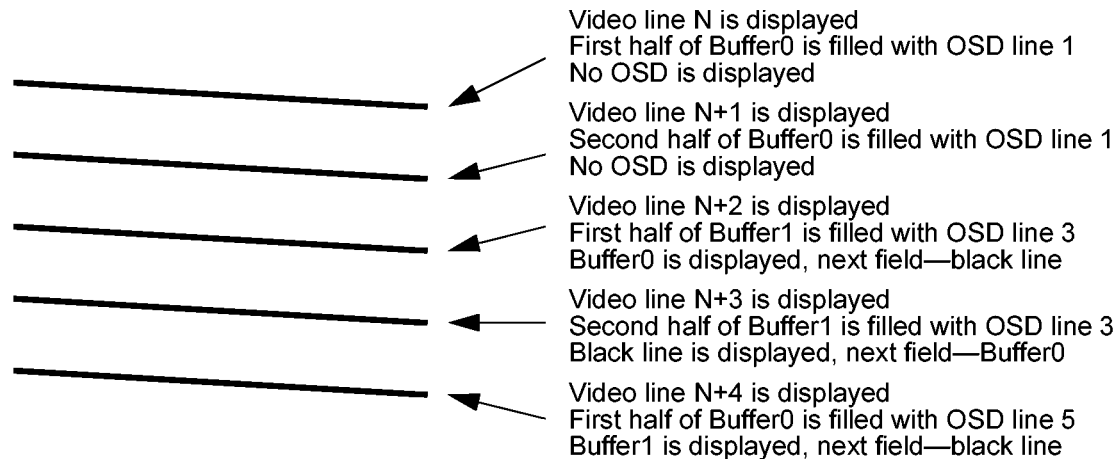 Video line N is displayed
First half of Buffer0 is filled with OSD line 1
No OSD is displayed
Video line N+1 is displayed
Second half of Buffer0 is filled with OSD line 1
No OSD is displayed
Video line N+2 is displayed
First half of Buffer1 is filled with OSD line 3
Buffer0 is displayed, next field—black line
Video line N+3 is displayed
Second half of Buffer1 is filled with OSD line 3
Black line is displayed, next field—Buffer0
Video line N+4 is displayed
First half of Buffer0 is filled with OSD line 5
Buffer1 is displayed, next field—black line